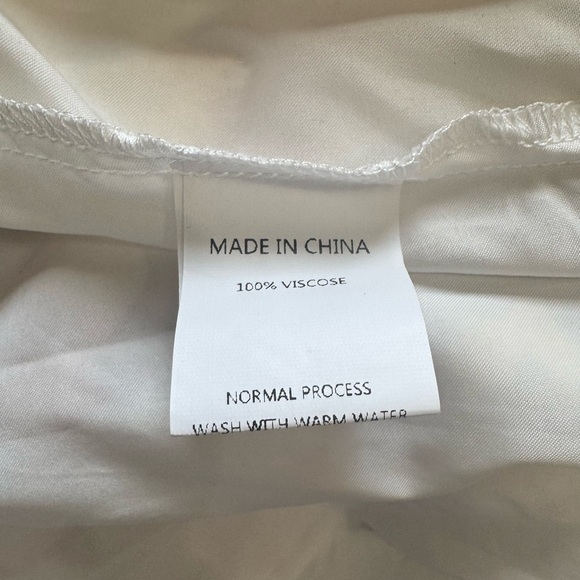 MADE IN CHINA
100% VISCOSE
NORMAL PROCESS
WASH WITH WARM WATER